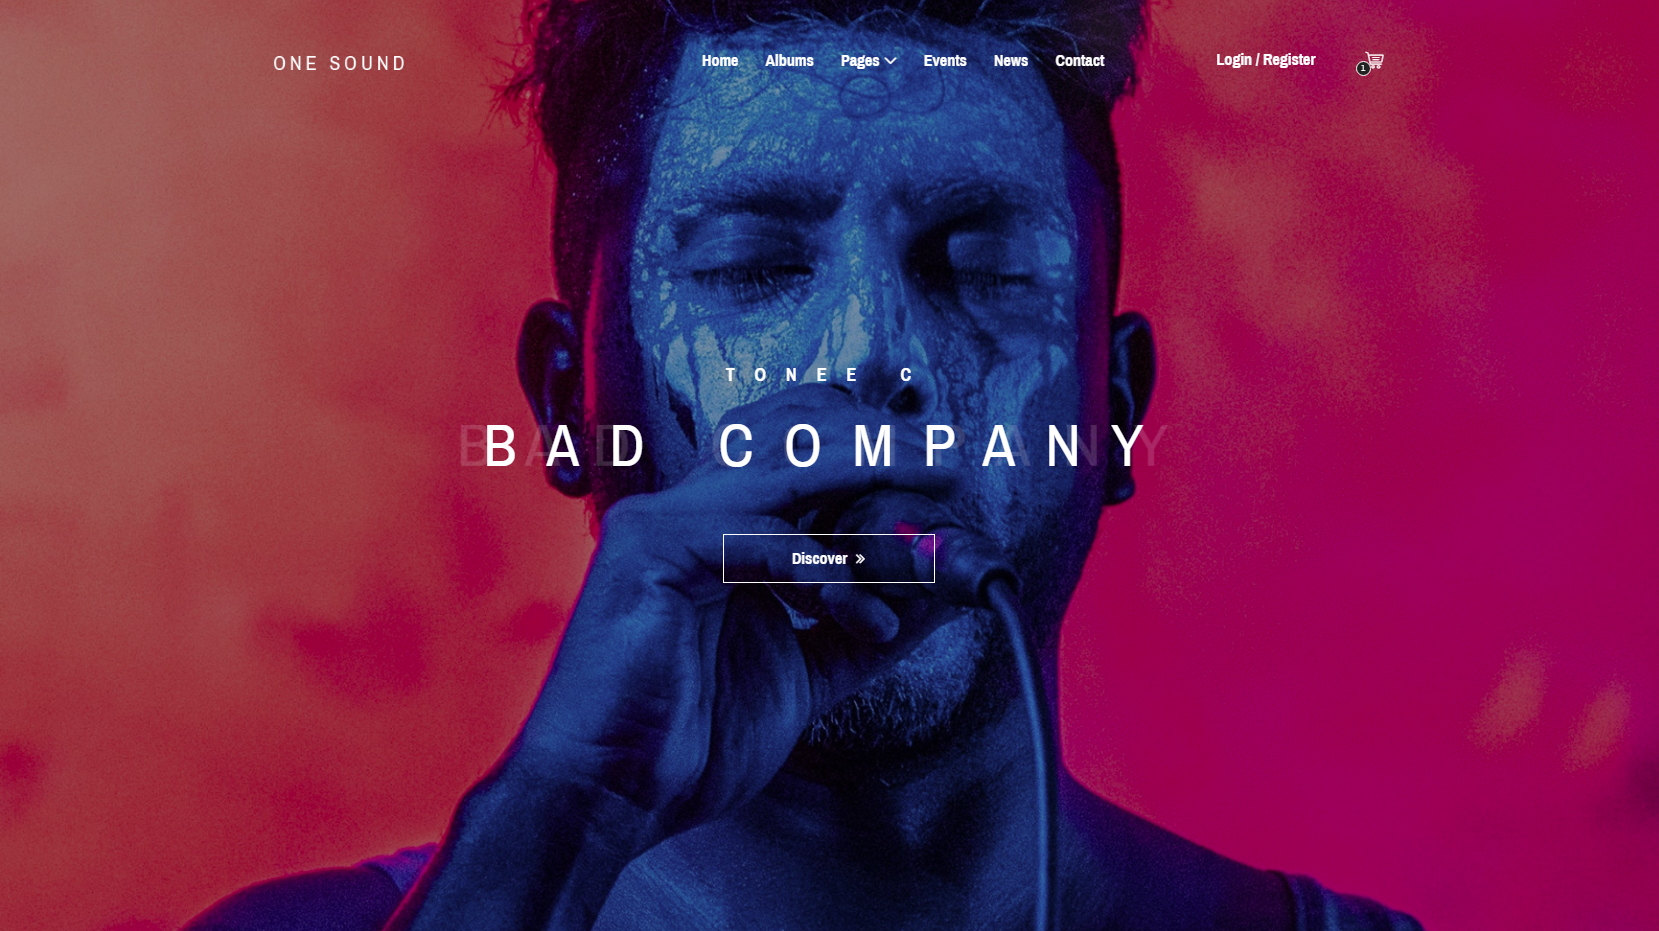 ONE SOUND
Home Albums Pages Events News Contact
Login / Register
1
TONEE C
BAD COMPANY
Discover »